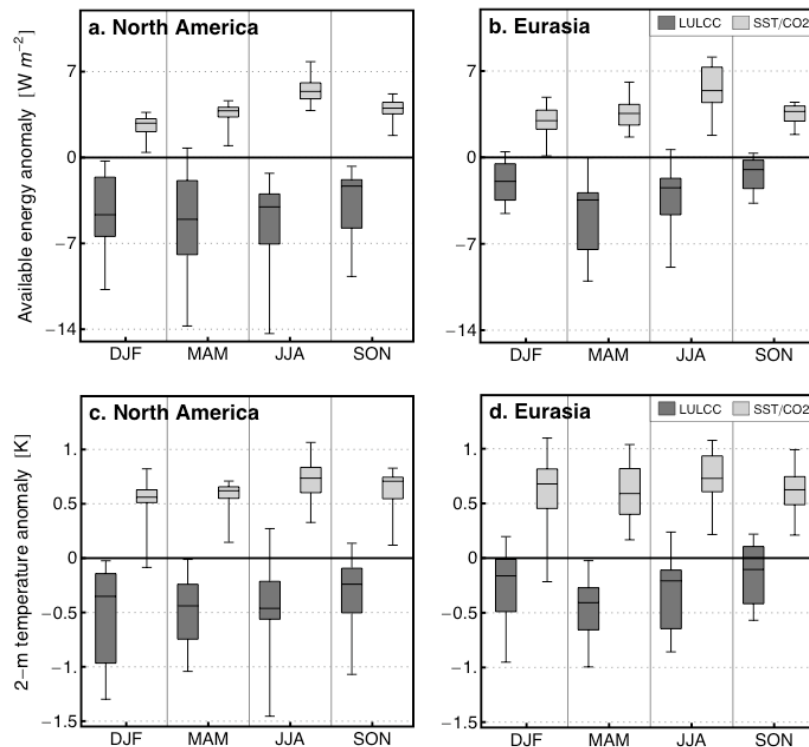 a. North America
b. Eurasia
LULCC
SST/CO2
Available energy anomaly [W m−2]
7
0
−7
−14
DJF
MAM
JJA
SON
7
0
−7
−14
DJF
MAM
JJA
SON
c. North America
d. Eurasia
LULCC
SST/CO2
2−m temperature anomaly [K]
1.
0.5
0
−0.5
−1.
−1.5
DJF
MAM
JJA
SON
1.
0.5
0
−0.5
−1.
−1.5
DJF
MAM
JJA
SON